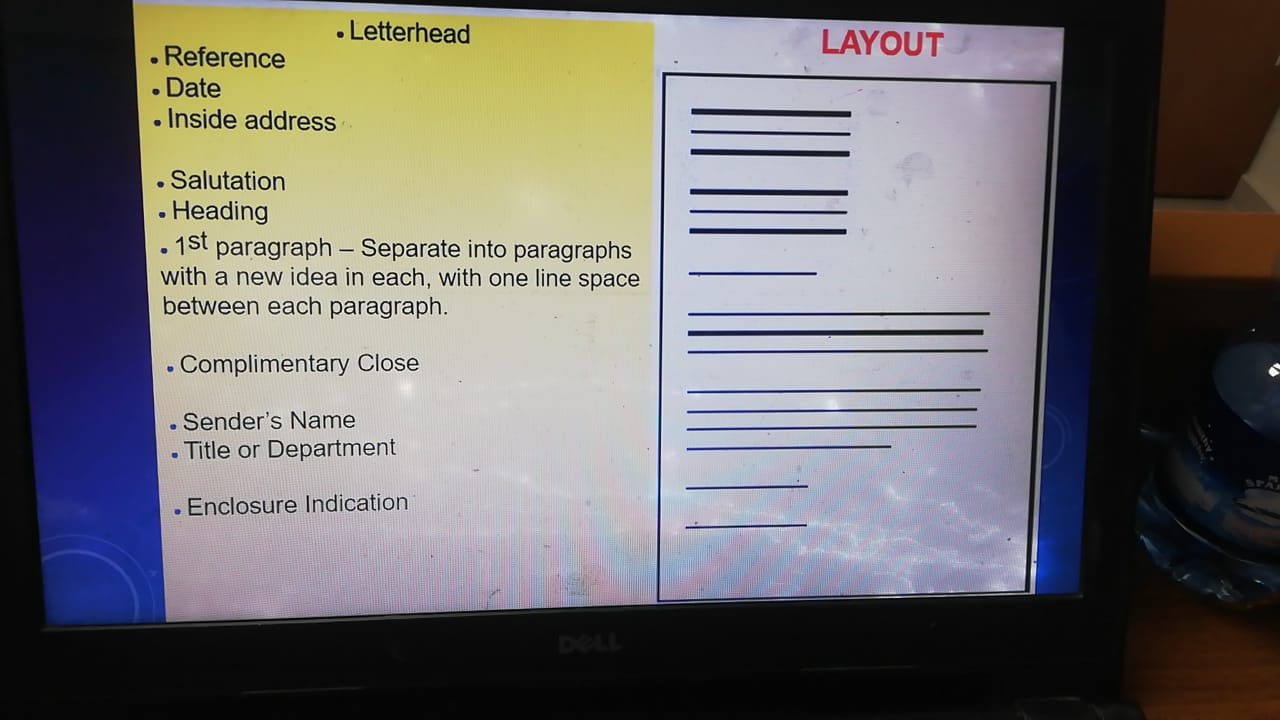 • Letterhead
• Reference
• Date
• Inside address
• Salutation
• Heading
• 1st paragraph – Separate into paragraphs
with a new idea in each, with one line space
between each paragraph.
• Complimentary Close
• Sender's Name
• Title or Department
• Enclosure Indication
LAYOUT
DELL